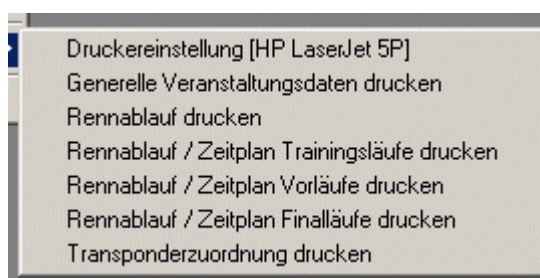 Druckereinstellung [HP LaserJet 5P]
Generelle Veranstaltungsdaten drucken
Rennablauf drucken
Rennablauf / Zeitplan Trainingsläufe drucken
Rennablauf / Zeitplan Vorläufe drucken
Rennablauf / Zeitplan Finalläufe drucken
Transponderzuordnung drucken